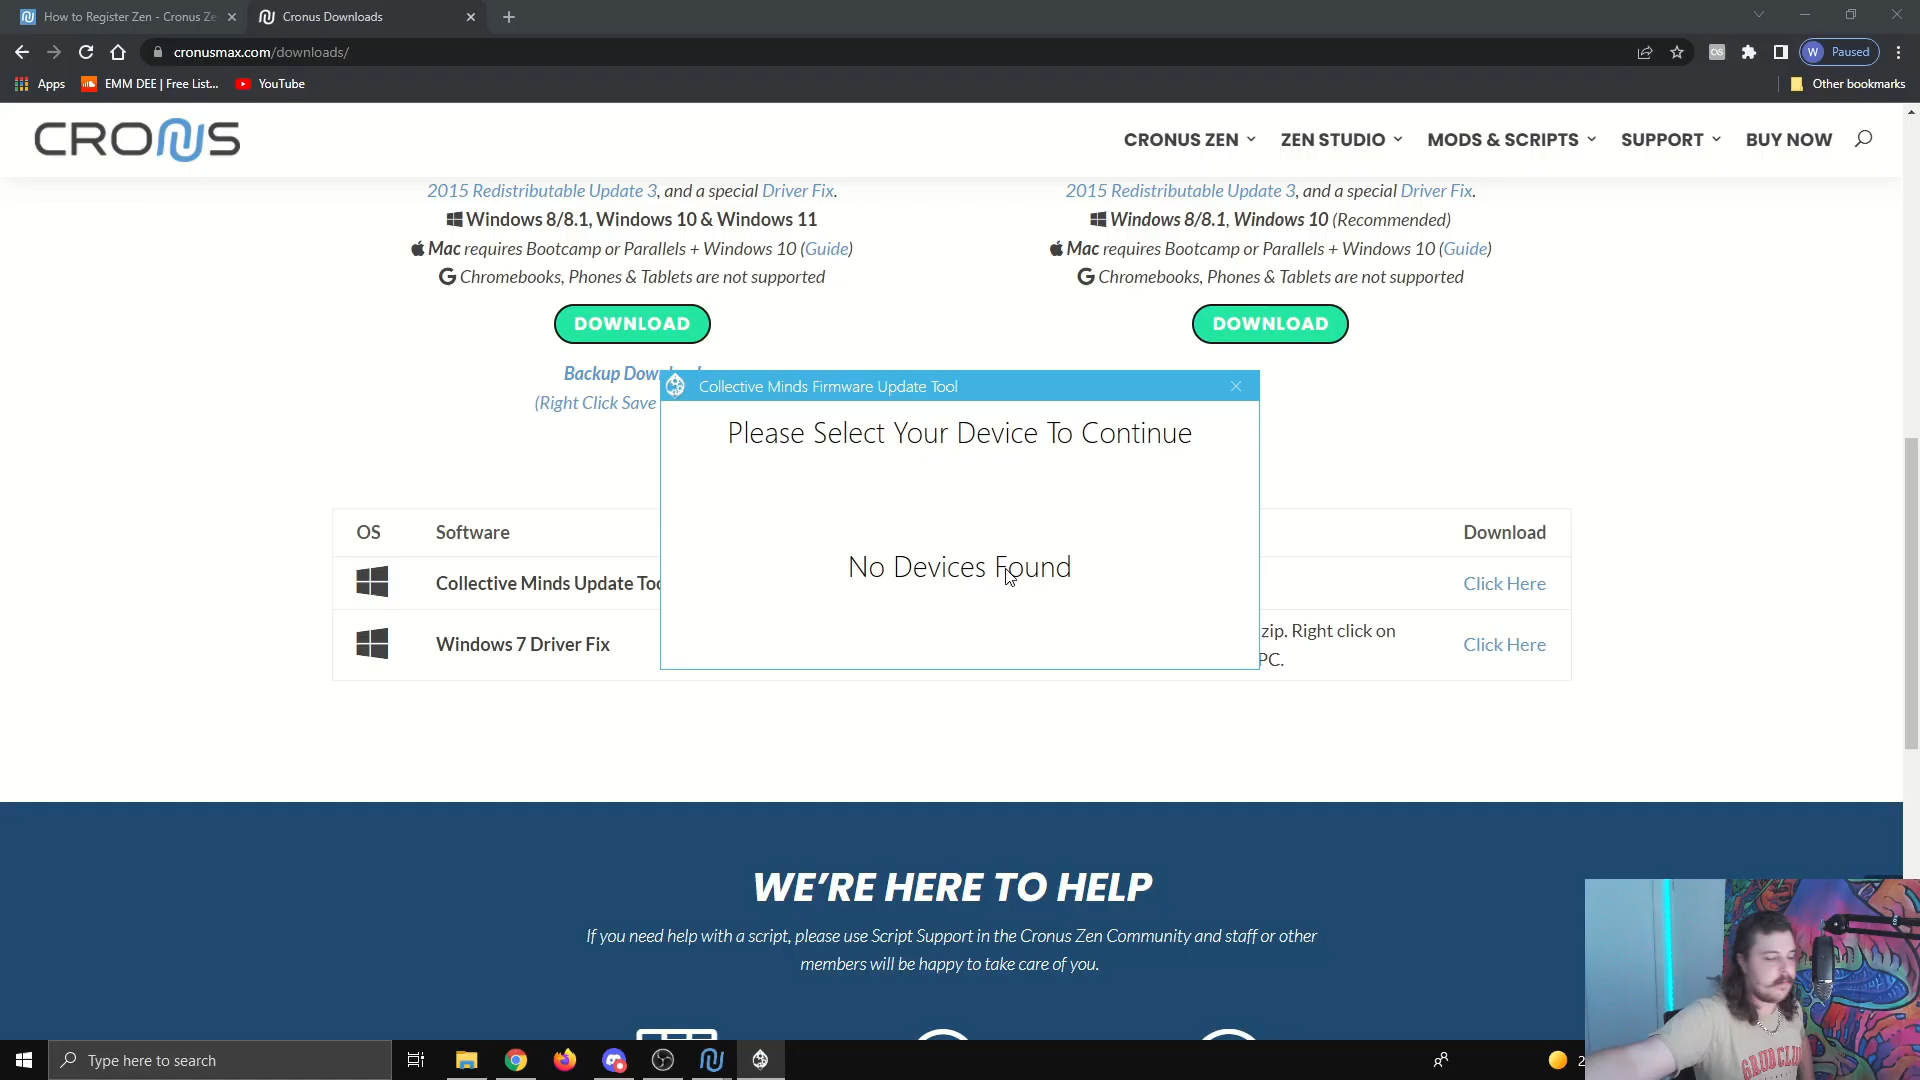 How to Register Zen - Cronus Ze
Cronus Downloads
cronusmax.com/downloads/
W Paused
Apps
EMM DEE | Free List...
YouTube
Other bookmarks
CRONUS
CRONUS ZEN
ZEN STUDIO
MODS & SCRIPTS
SUPPORT
BUY NOW
2015 Redistributable Update 3, and a special Driver Fix.
Windows 8/8.1, Windows 10 & Windows 11
Mac requires Bootcamp or Parallels + Windows 10 (Guide)
Chromebooks, Phones & Tablets are not supported
DOWNLOAD
Backup Dow
(Right Click Save
2015 Redistributable Update 3, and a special Driver Fix.
Windows 8/8.1, Windows 10 (Recommended)
Mac requires Bootcamp or Parallels + Windows 10 (Guide)
Chromebooks, Phones & Tablets are not supported
DOWNLOAD
Collective Minds Firmware Update Tool
Please Select Your Device To Continue
No Devices Found
OS Software Download
Collective Minds Update Too Click Here
Windows 7 Driver Fix zip. Right click on Click Here
PC.
WE'RE HERE TO HELP
If you need help with a script, please use Script Support in the Cronus Zen Community and staff or other
members will be happy to take care of you.
Type here to search
2
GRUB CLU